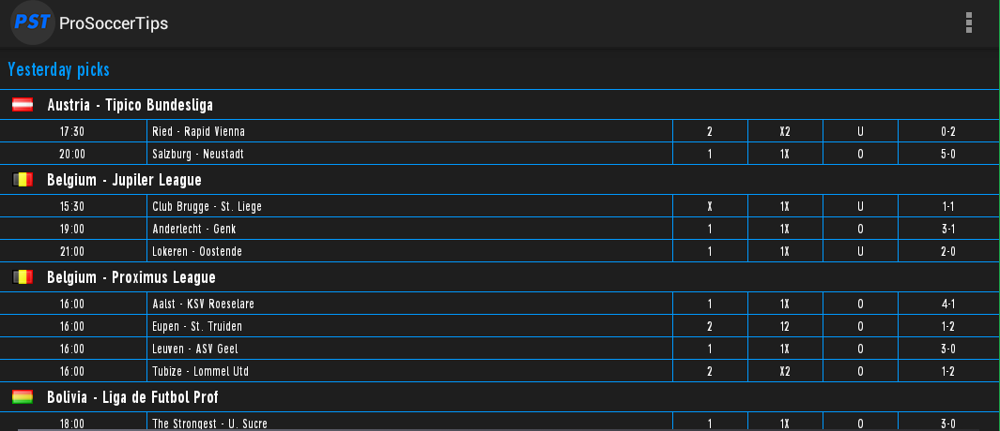 PST ProSoccerTips
Yesterday picks
Austria - Tipico Bundesliga
17:30 Ried - Rapid Vienna 2 X2 U 0-2
20:00 Salzburg - Neustadt 1 1X O 5-0
Belgium - Jupiler League
15:30 Club Brugge - St. Liege X 1X U 1-1
19:00 Anderlecht - Genk 1 1X O 3-1
21:00 Lokeren - Oostende 1 1X U 2-0
Belgium - Proximus League
16:00 Aalst - KSV Roeselare 1 1X O 4-1
16:00 Eupen - St. Truiden 2 12 O 1-2
16:00 Leuven - ASV Geel 1 1X O 3-0
16:00 Tubize - Lommel Utd 2 X2 O 1-2
Bolivia - Liga de Futbol Prof
18:00 The Strongest - U. Sucre 1 1X O 3-0